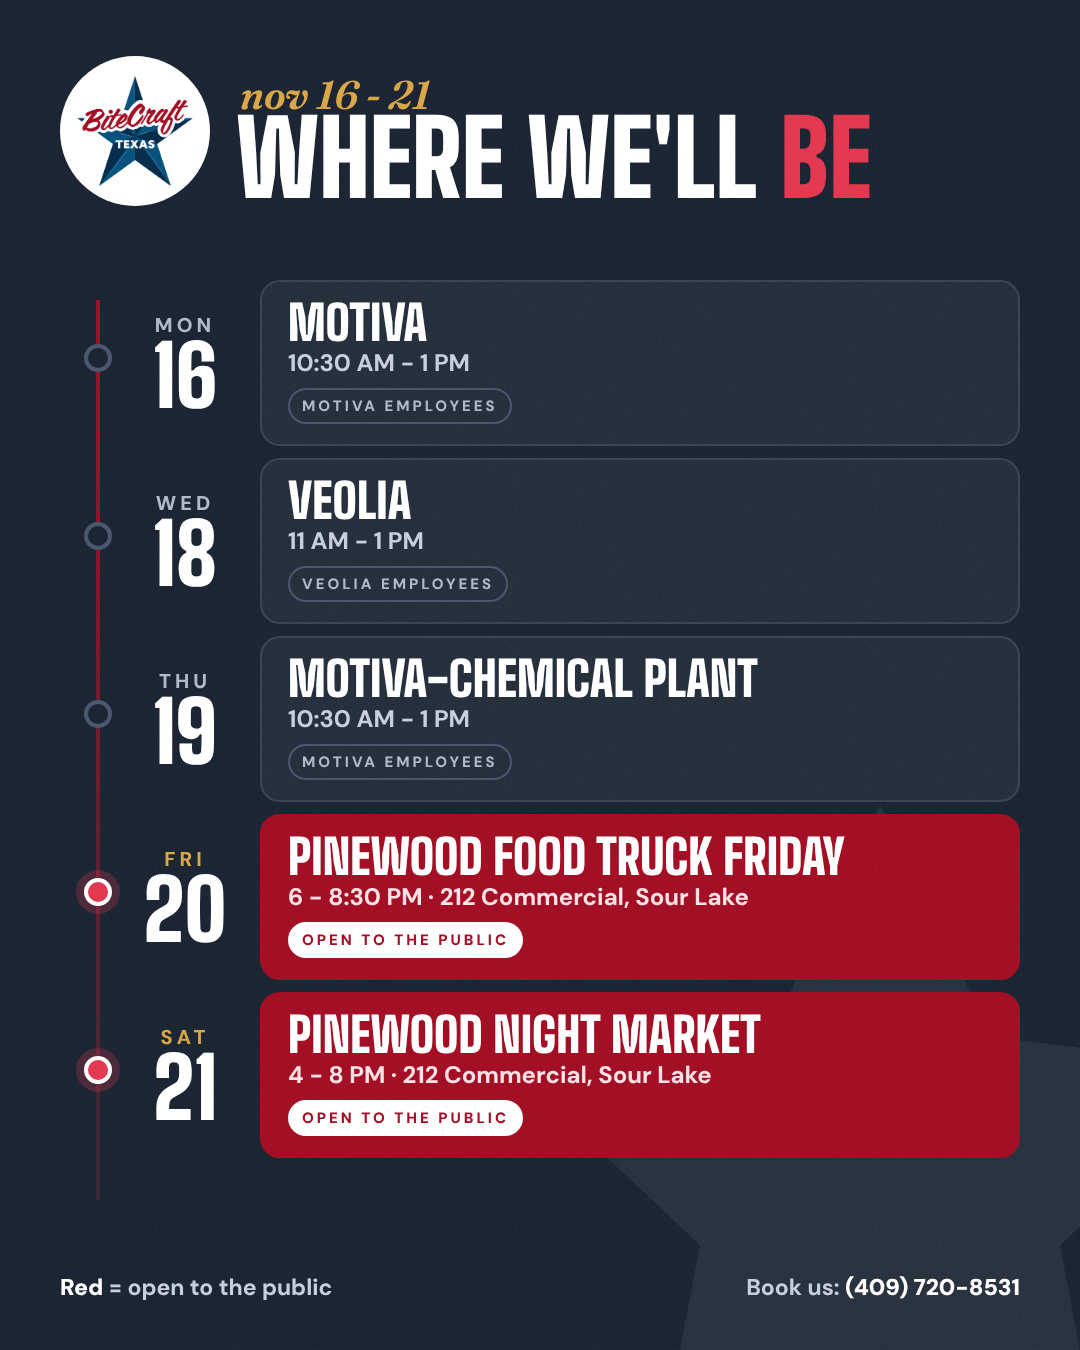 BiteCraft
TEXAS
nov 16 - 21
WHERE WE'LL BE
MON
16
MOTIVA
10:30 AM – 1 PM
MOTIVA EMPLOYEES
WED
18
VEOLIA
11 AM – 1 PM
VEOLIA EMPLOYEES
THU
19
MOTIVA–CHEMICAL PLANT
10:30 AM – 1 PM
MOTIVA EMPLOYEES
FRI
20
PINEWOOD FOOD TRUCK FRIDAY
6 – 8:30 PM · 212 Commercial, Sour Lake
OPEN TO THE PUBLIC
SAT
21
PINEWOOD NIGHT MARKET
4 – 8 PM · 212 Commercial, Sour Lake
OPEN TO THE PUBLIC
Red = open to the public
Book us: (409) 720-8531